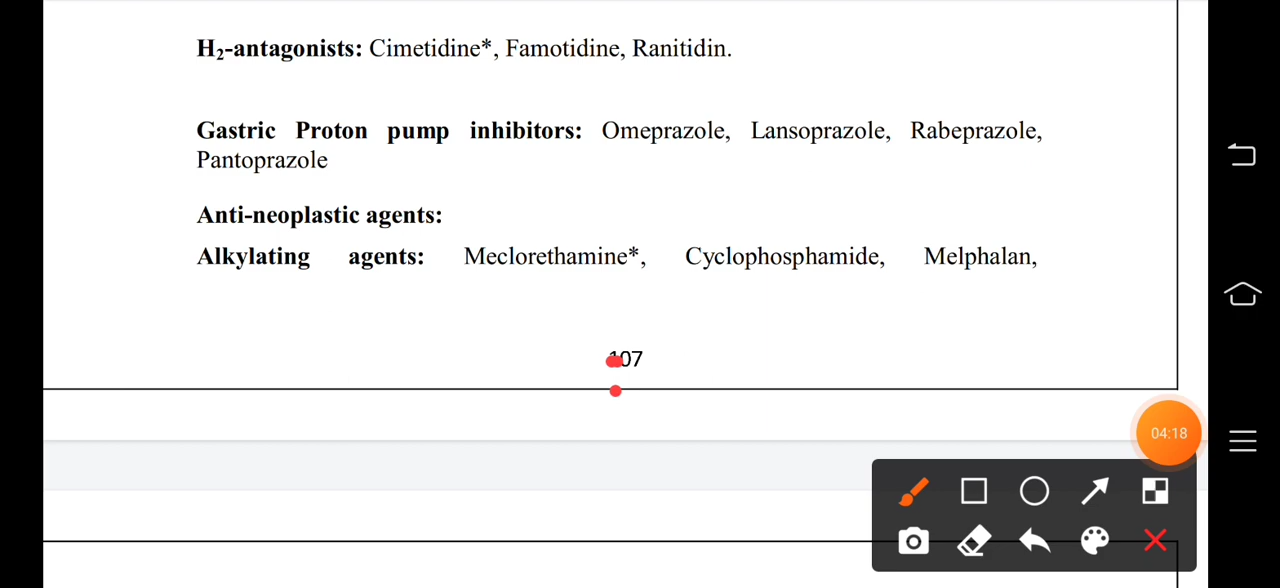 H₂-antagonists: Cimetidine*, Famotidine, Ranitidin.
Gastric Proton pump inhibitors: Omeprazole, Lansoprazole, Rabeprazole,
Pantoprazole
Anti-neoplastic agents:
Alkylating agents: Meclorethamine*, Cyclophosphamide, Melphalan,
107
04:18